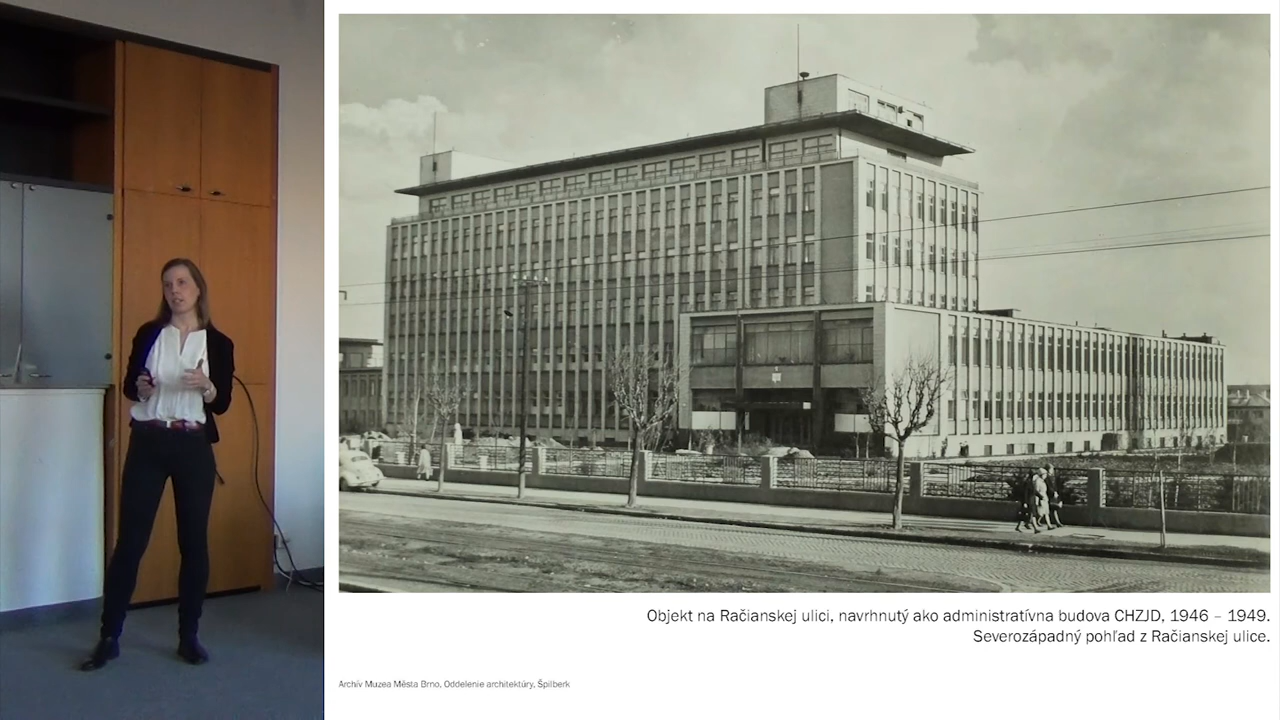 Objekt na Račianskej ulici, navrhnutý ako administratívna budova CHZJD, 1946 – 1949.
Severozápadný pohľad z Račianskej ulice.
Archív Muzea Města Brno, Oddelenie architektúry, Špilberk